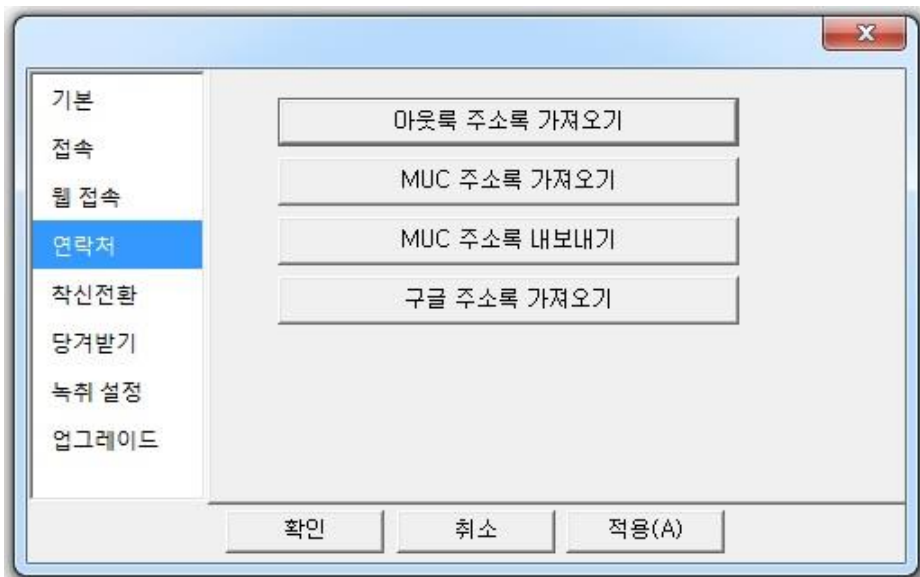 기본
접속
웹 접속
연락처
착신전환
당겨받기
녹취 설정
업그레이드
아웃룩 주소록 가져오기
MUC 주소록 가져오기
MUC 주소록 내보내기
구글 주소록 가져오기
확인
취소
적용(A)